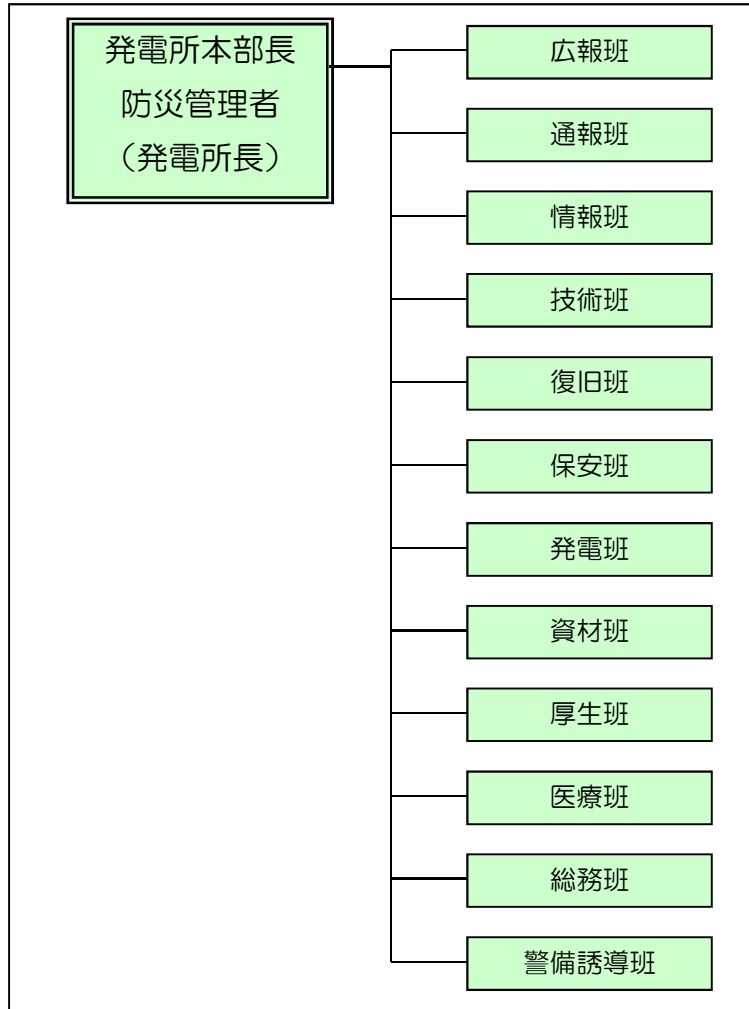 発電所本部長
防災管理者
（発電所長）
広報班
通報班
情報班
技術班
復旧班
保安班
発電班
資材班
厚生班
医療班
総務班
警備誘導班